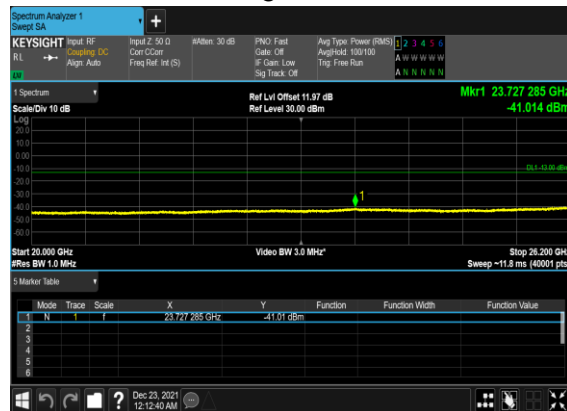 Spectrum Analyzer 1
Swept SA
+
KEYSIGHT Input: RF Input Z: 50 Ω #Atten: 30 dB PNO: Fast Avg Type: Power (RMS) 1 2 3 4 5 6
RL Coupling: DC Corr CCorr Gate: Off Avg|Hold: 100/100 A W W W W W
Align: Auto Freq Ref: Int (S) IF Gain: Low Trig: Free Run
LW Sig Track: Off A N N N N N
1 Spectrum Ref Lvl Offset 11.97 dB Mkr1 23.727 285 GHz
Scale/Div 10 dB Ref Level 30.00 dBm -41.014 dBm
Log
20.0
10.0
0.00
-10.0 DL1 -13.00 dBm
-20.0
-30.0 1
-40.0
-50.0
-60.0
Start 20.000 GHz Video BW 3.0 MHz* Stop 26.200 GHz
#Res BW 1.0 MHz Sweep ~11.8 ms (40001 pts)
5 Marker Table
Mode Trace Scale X Y Function Function Width Function Value
1 N 1 f 23.727 285 GHz -41.01 dBm
2
3
4
5
6
? Dec 23, 2021
12:12:40 AM